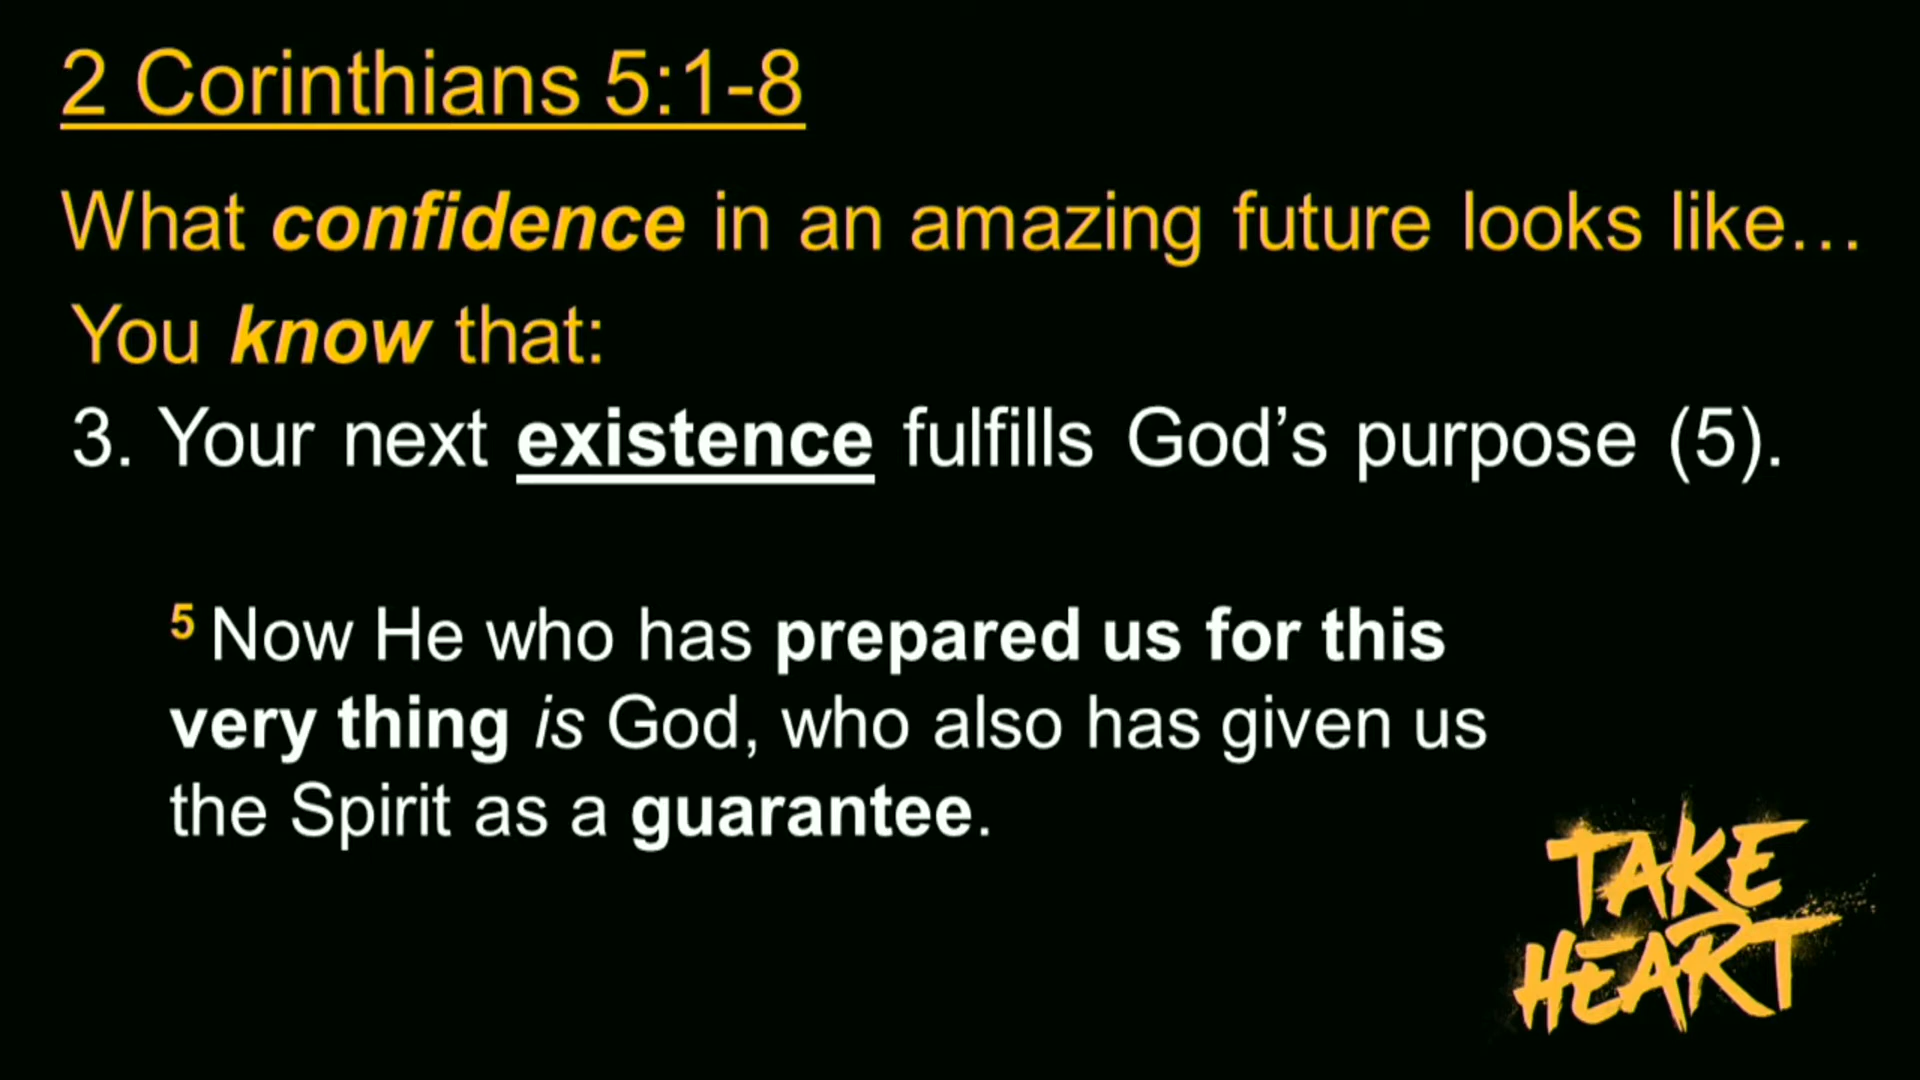 2 Corinthians 5:1-8
What confidence in an amazing future looks like…
You know that:
3. Your next existence fulfills God’s purpose (5).
5 Now He who has prepared us for this
very thing is God, who also has given us
the Spirit as a guarantee.
TAKE
HEART